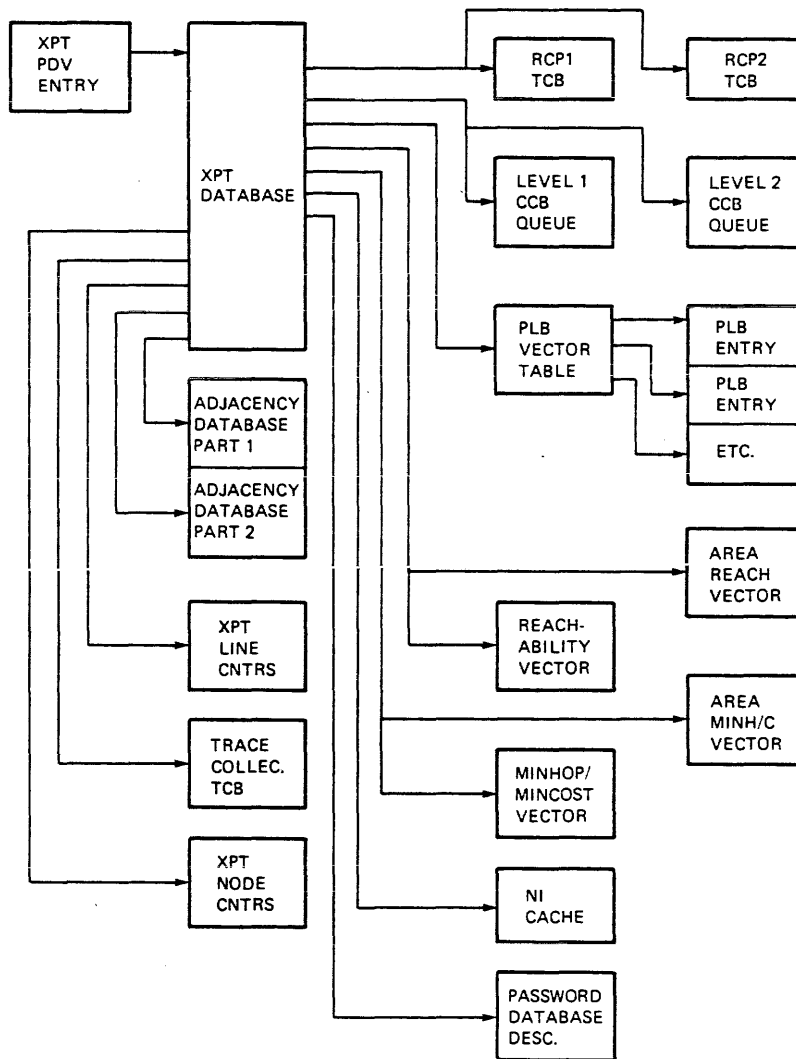 XPT
PDV
ENTRY
XPT
DATABASE
RCP1
TCB
RCP2
TCB
LEVEL 1
CCB
QUEUE
LEVEL 2
CCB
QUEUE
PLB
VECTOR
TABLE
PLB
ENTRY
PLB
ENTRY
ETC.
ADJACENCY
DATABASE
PART 1
ADJACENCY
DATABASE
PART 2
AREA
REACH
VECTOR
XPT
LINE
CNTRS
REACH-
ABILITY
VECTOR
AREA
MINH/C
VECTOR
TRACE
COLLEC.
TCB
MINHOP/
MINCOST
VECTOR
XPT
NODE
CNTRS
NI
CACHE
PASSWORD
DATABASE
DESC.